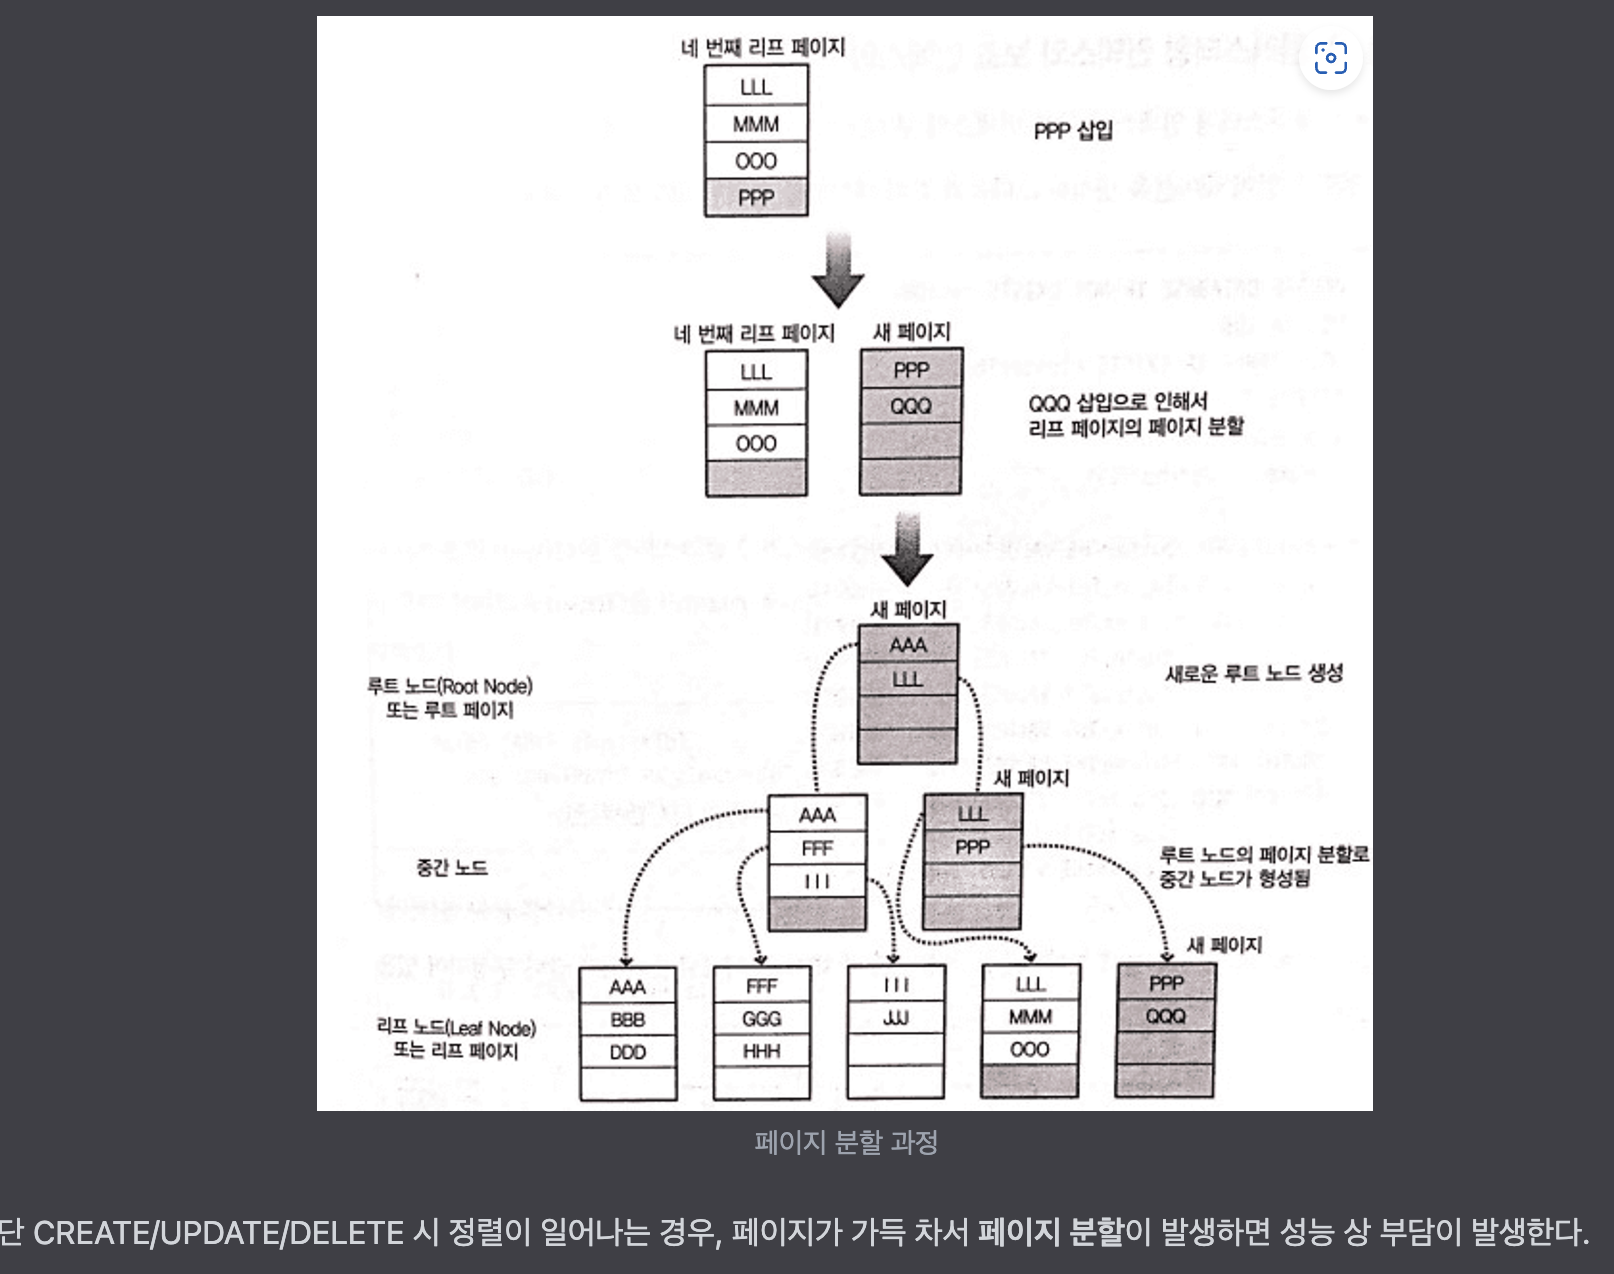 네 번째 리프 페이지
LLL
MMM
OOO
PPP
PPP 삽입
네 번째 리프 페이지
LLL
MMM
OOO
새 페이지
PPP
QQQ
QQQ 삽입으로 인해서
리프 페이지의 페이지 분할
새 페이지
AAA
LLL
루트 노드(Root Node)
또는 루트 페이지
새로운 루트 노드 생성
AAA
FFF
III
새 페이지
LLL
PPP
중간 노드
루트 노드의 페이지 분할로
중간 노드가 형성됨
새 페이지
리프 노드(Leaf Node)
또는 리프 페이지
AAA
BBB
DDD
FFF
GGG
HHH
III
JJJ
LLL
MMM
OOO
PPP
QQQ
페이지 분할 과정
단 CREATE/UPDATE/DELETE 시 정렬이 일어나는 경우, 페이지가 가득 차서 페이지 분할이 발생하면 성능 상 부담이 발생한다.